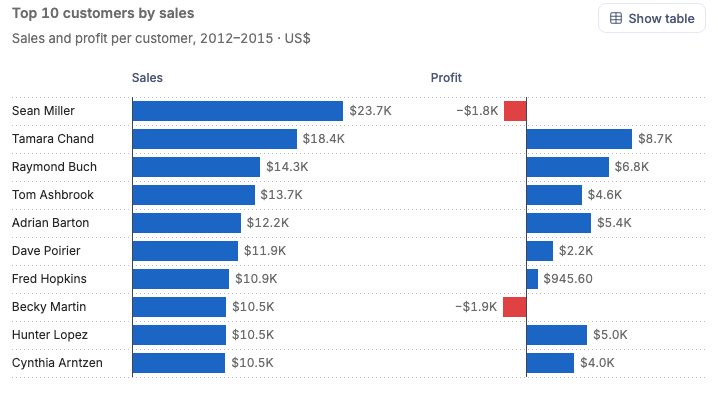 Top 10 customers by sales
Show table
Sales and profit per customer, 2012–2015 · US$
Sales Profit
Sean Miller $23.7K −$1.8K
Tamara Chand $18.4K $8.7K
Raymond Buch $14.3K $6.8K
Tom Ashbrook $13.7K $4.6K
Adrian Barton $12.2K $5.4K
Dave Poirier $11.9K $2.2K
Fred Hopkins $10.9K $945.60
Becky Martin $10.5K −$1.9K
Hunter Lopez $10.5K $5.0K
Cynthia Arntzen $10.5K $4.0K